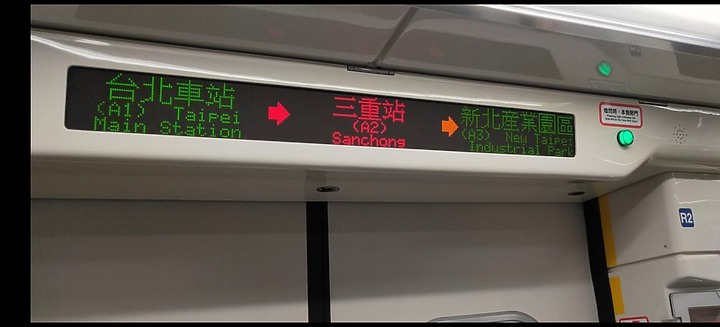 台北車站
(A1) Taipei
Main Station
三重站
(A2)
Sanchong
新北産業園區
(A3) New Taipei
Industrial Park
R2